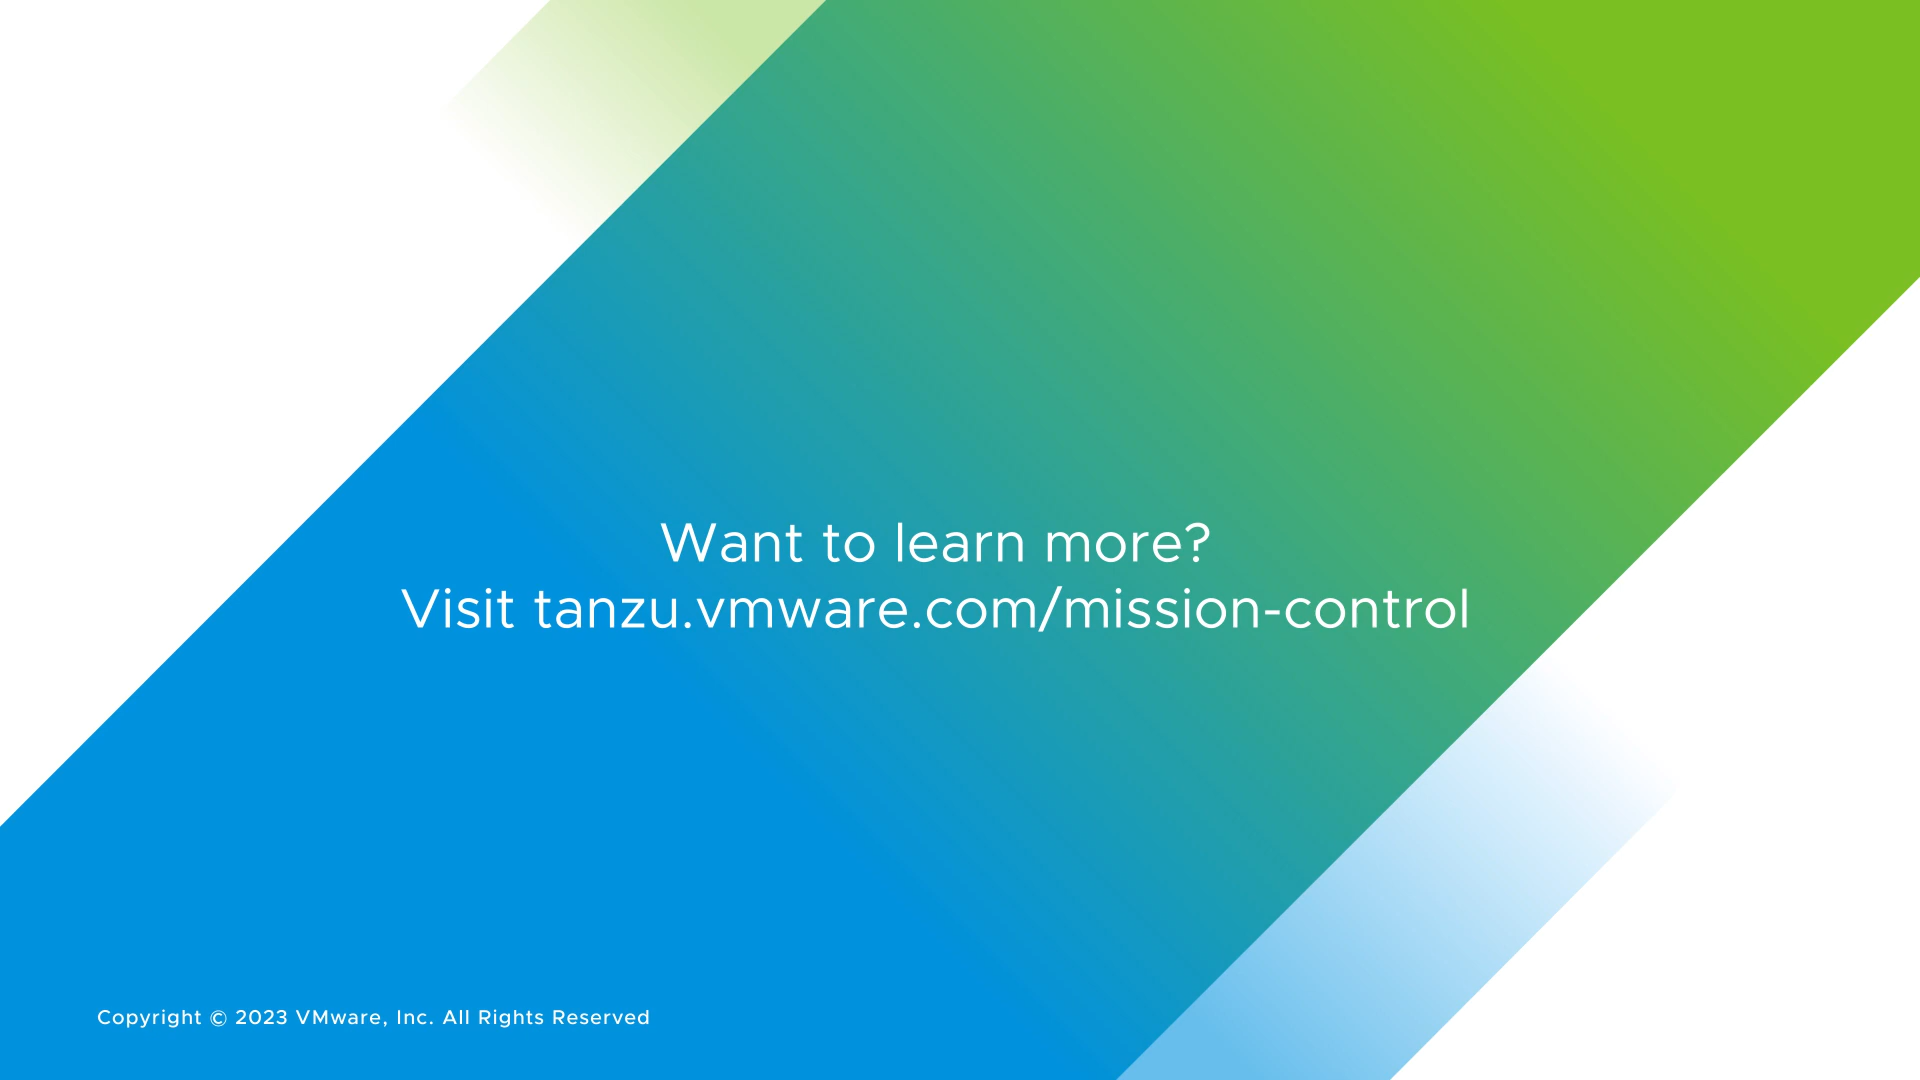 Want to learn more?
Visit tanzu.vmware.com/mission-control
Copyright © 2023 VMware, Inc. All Rights Reserved